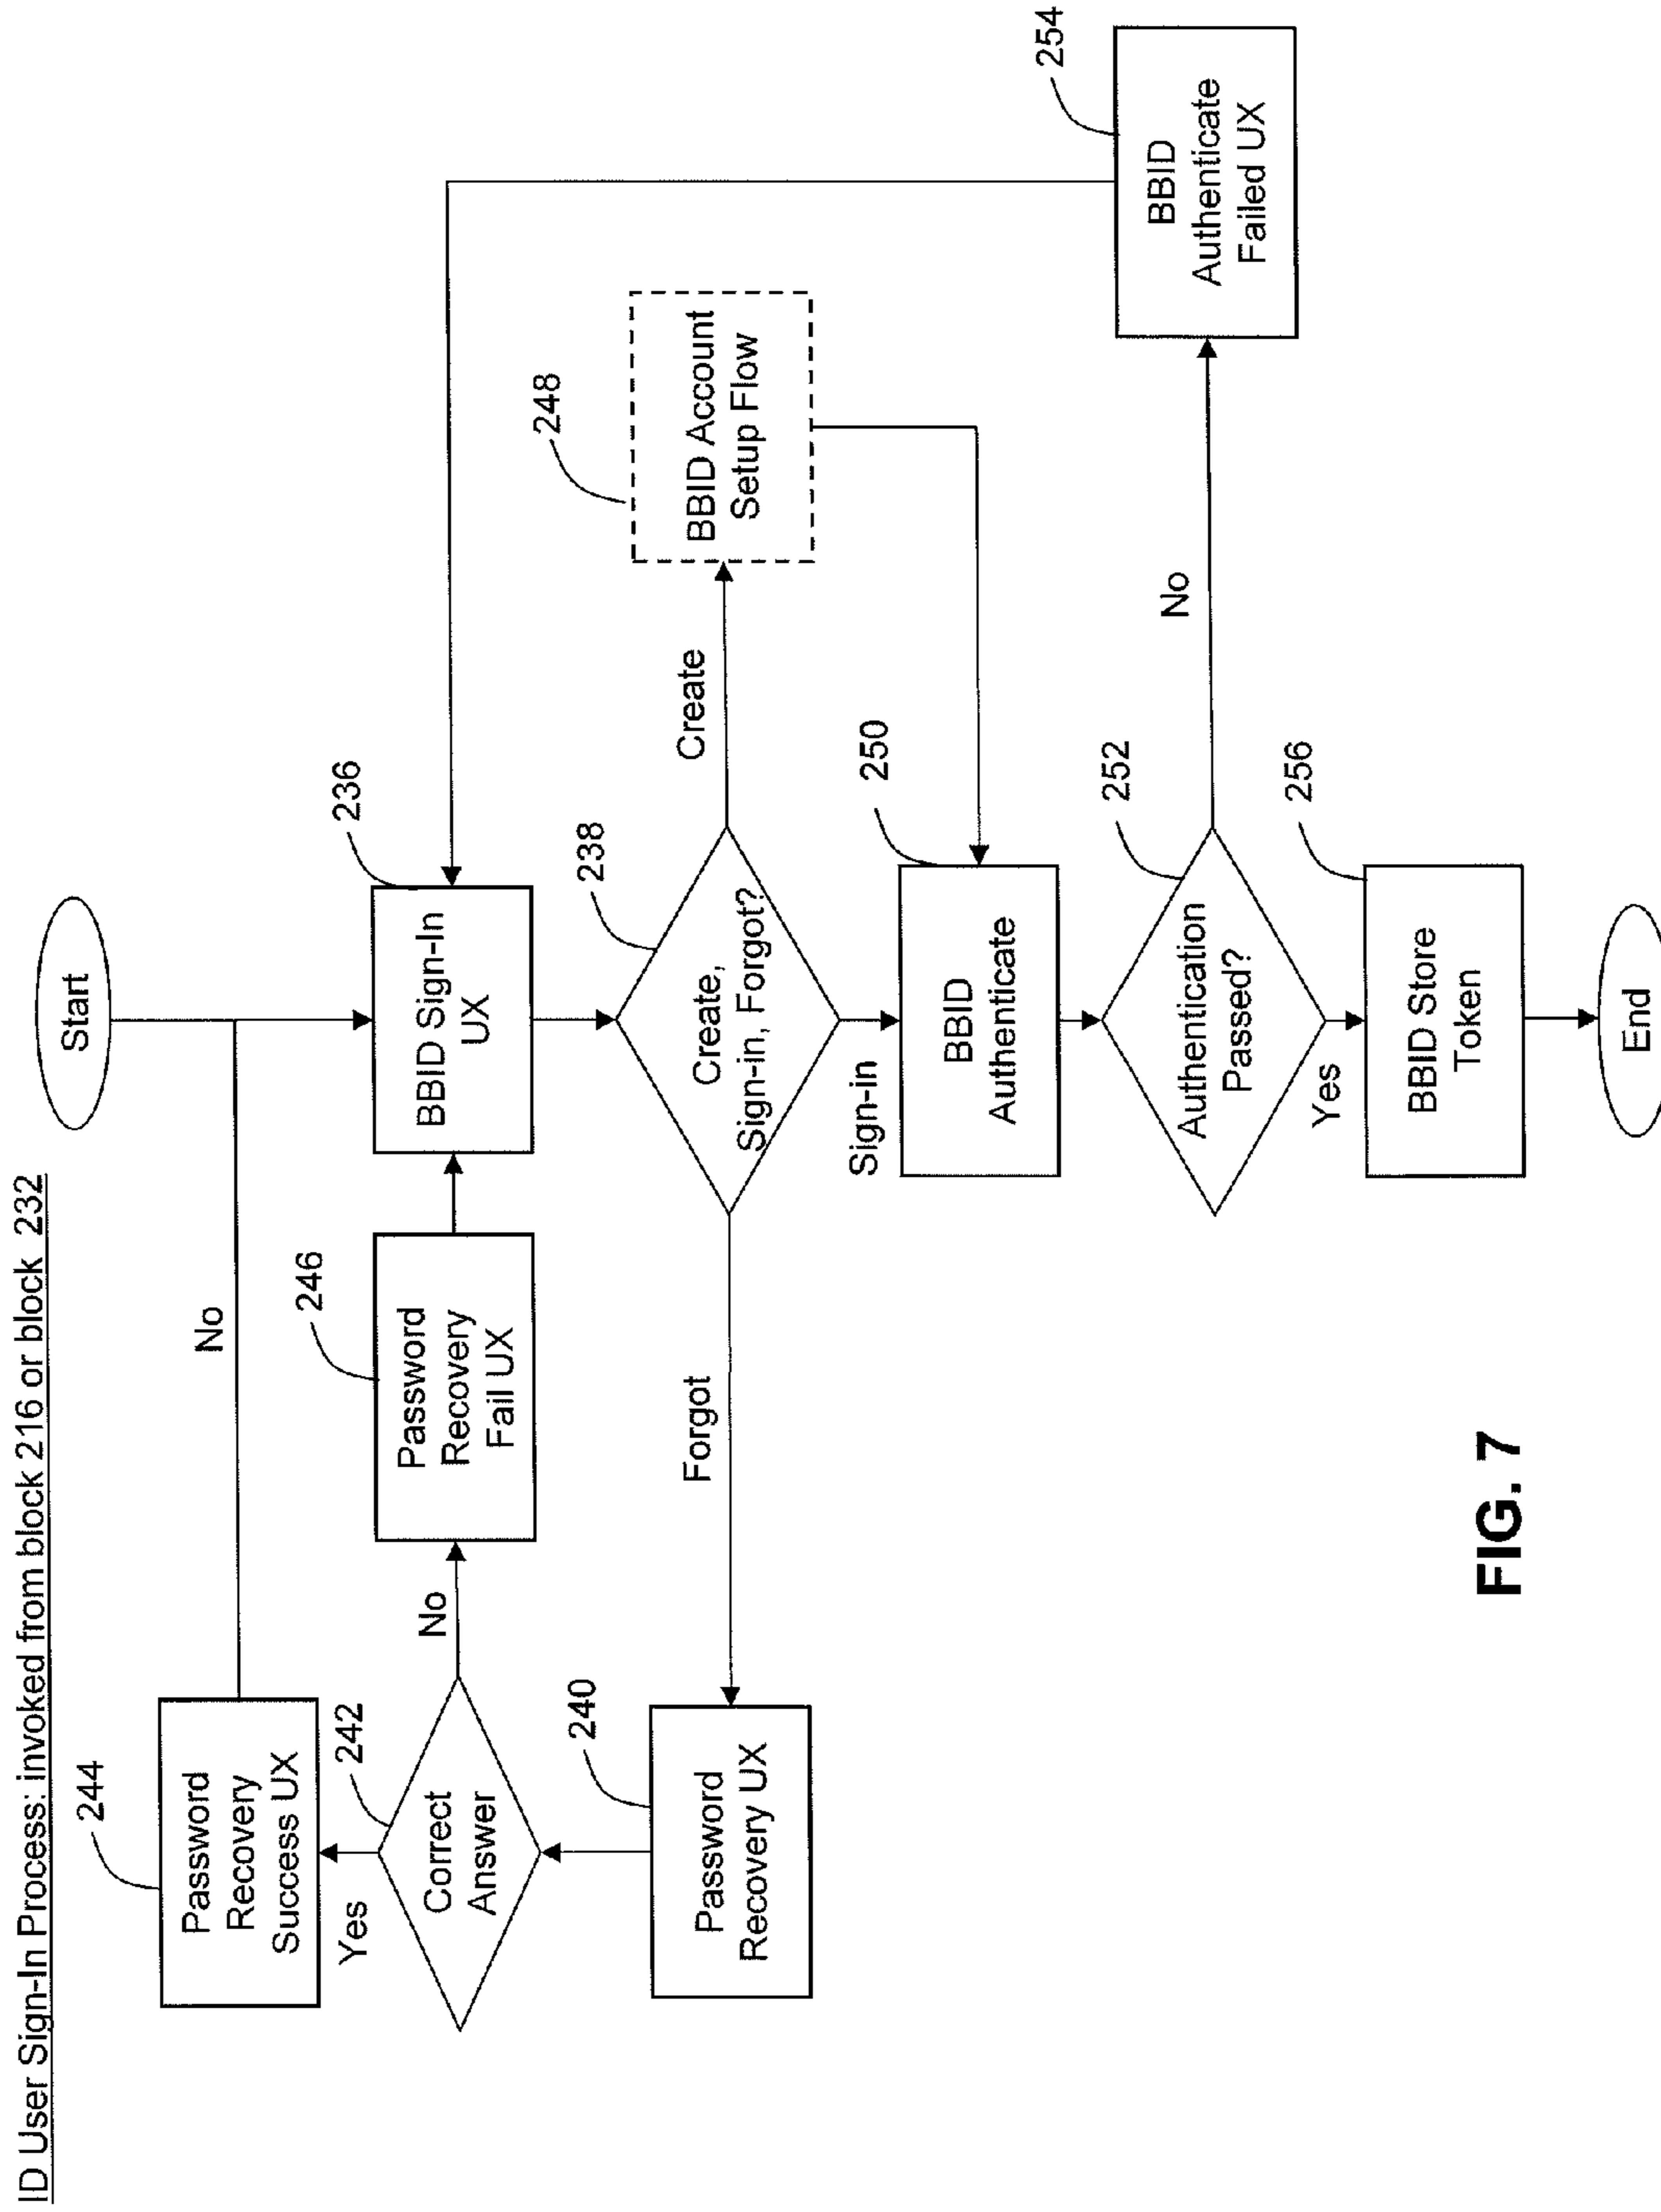 ID User Sign-In Process: invoked from block 216 or block 232
Start
No
244
Password
Recovery
Success UX
Yes
242
Correct
Answer
No
246
Password
Recovery
Fail UX
236
BBID Sign-In
UX
238
Create,
Sign-in, Forgot?
Forgot
240
Password
Recovery UX
Create
248
BBID Account
Setup Flow
Sign-in
250
BBID
Authenticate
252
Authentication
Passed?
No
254
BBID
Authenticate
Failed UX
Yes
256
BBID Store
Token
End
FIG. 7